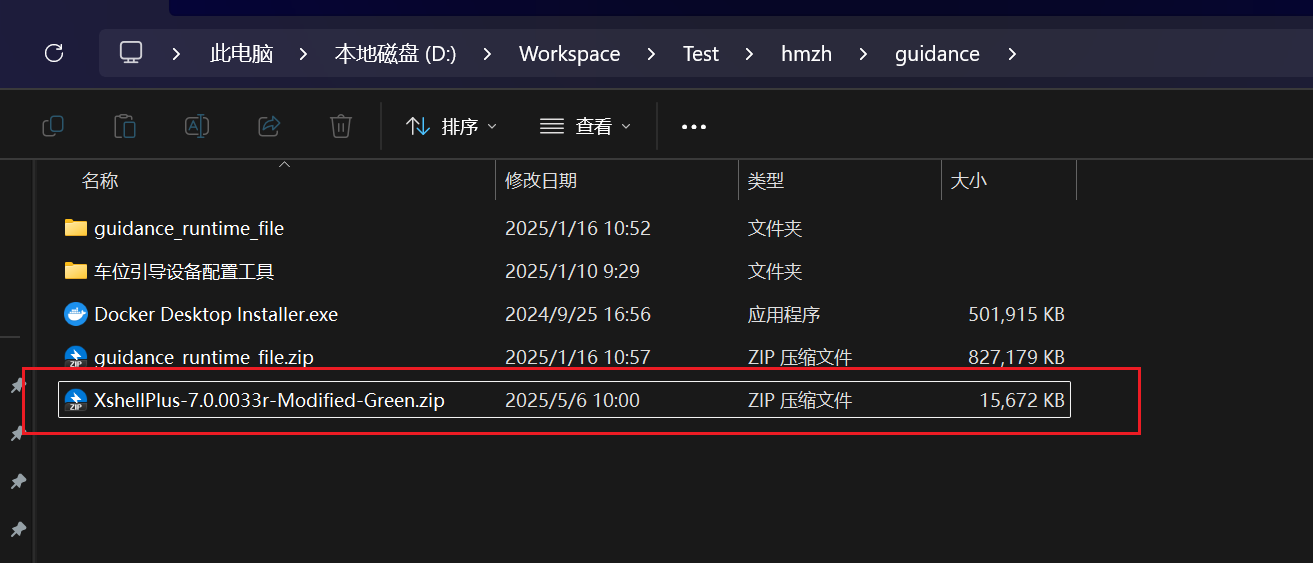 此电脑 > 本地磁盘 (D:) > Workspace > Test > hmzh > guidance >
排序 查看
名称 修改日期 类型 大小
guidance_runtime_file 2025/1/16 10:52 文件夹
车位引导设备配置工具 2025/1/10 9:29 文件夹
Docker Desktop Installer.exe 2024/9/25 16:56 应用程序 501,915 KB
guidance_runtime_file.zip 2025/1/16 10:57 ZIP 压缩文件 827,179 KB
XshellPlus-7.0.0033r-Modified-Green.zip 2025/5/6 10:00 ZIP 压缩文件 15,672 KB